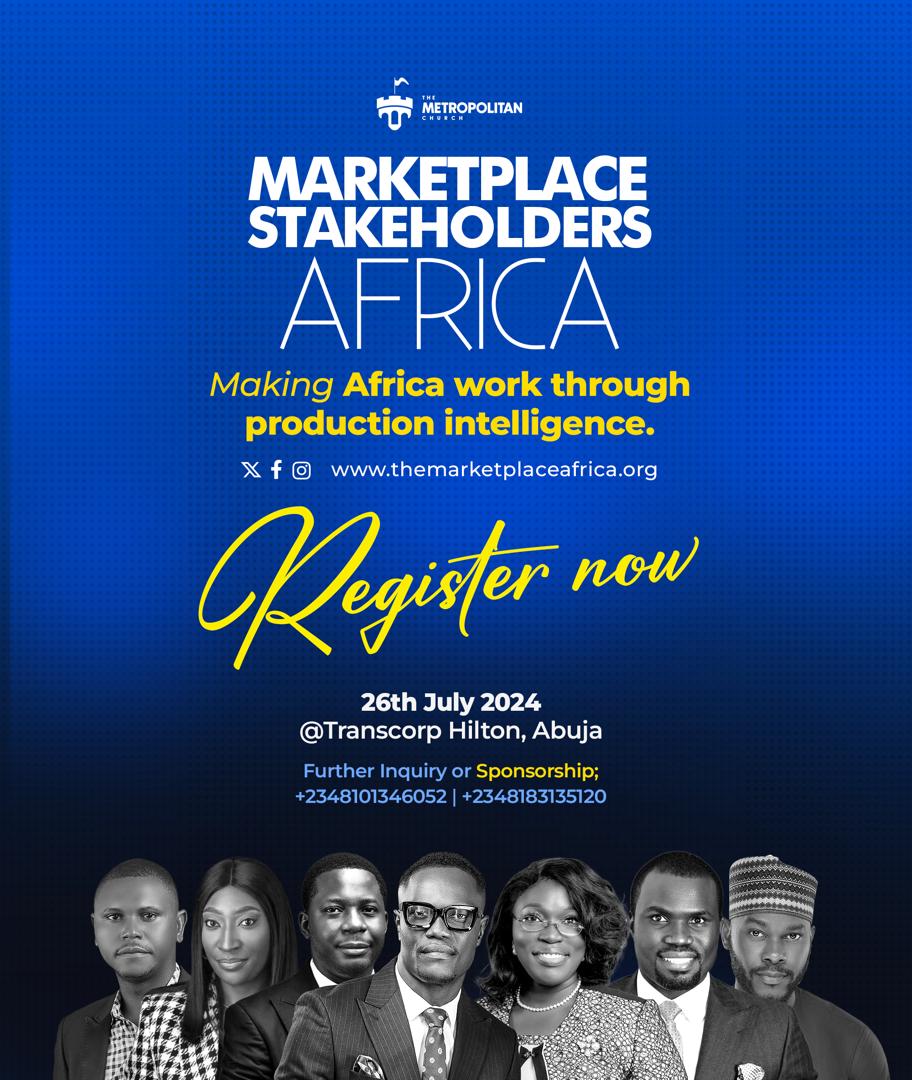 THE
METROPOLITAN
CHURCH
MARKETPLACE
STAKEHOLDERS
AFRICA
Making Africa work through
production intelligence.
www.themarketplaceafrica.org
Register now
26th July 2024
@Transcorp Hilton, Abuja
Further Inquiry or Sponsorship;
+2348101346052 | +2348183135120